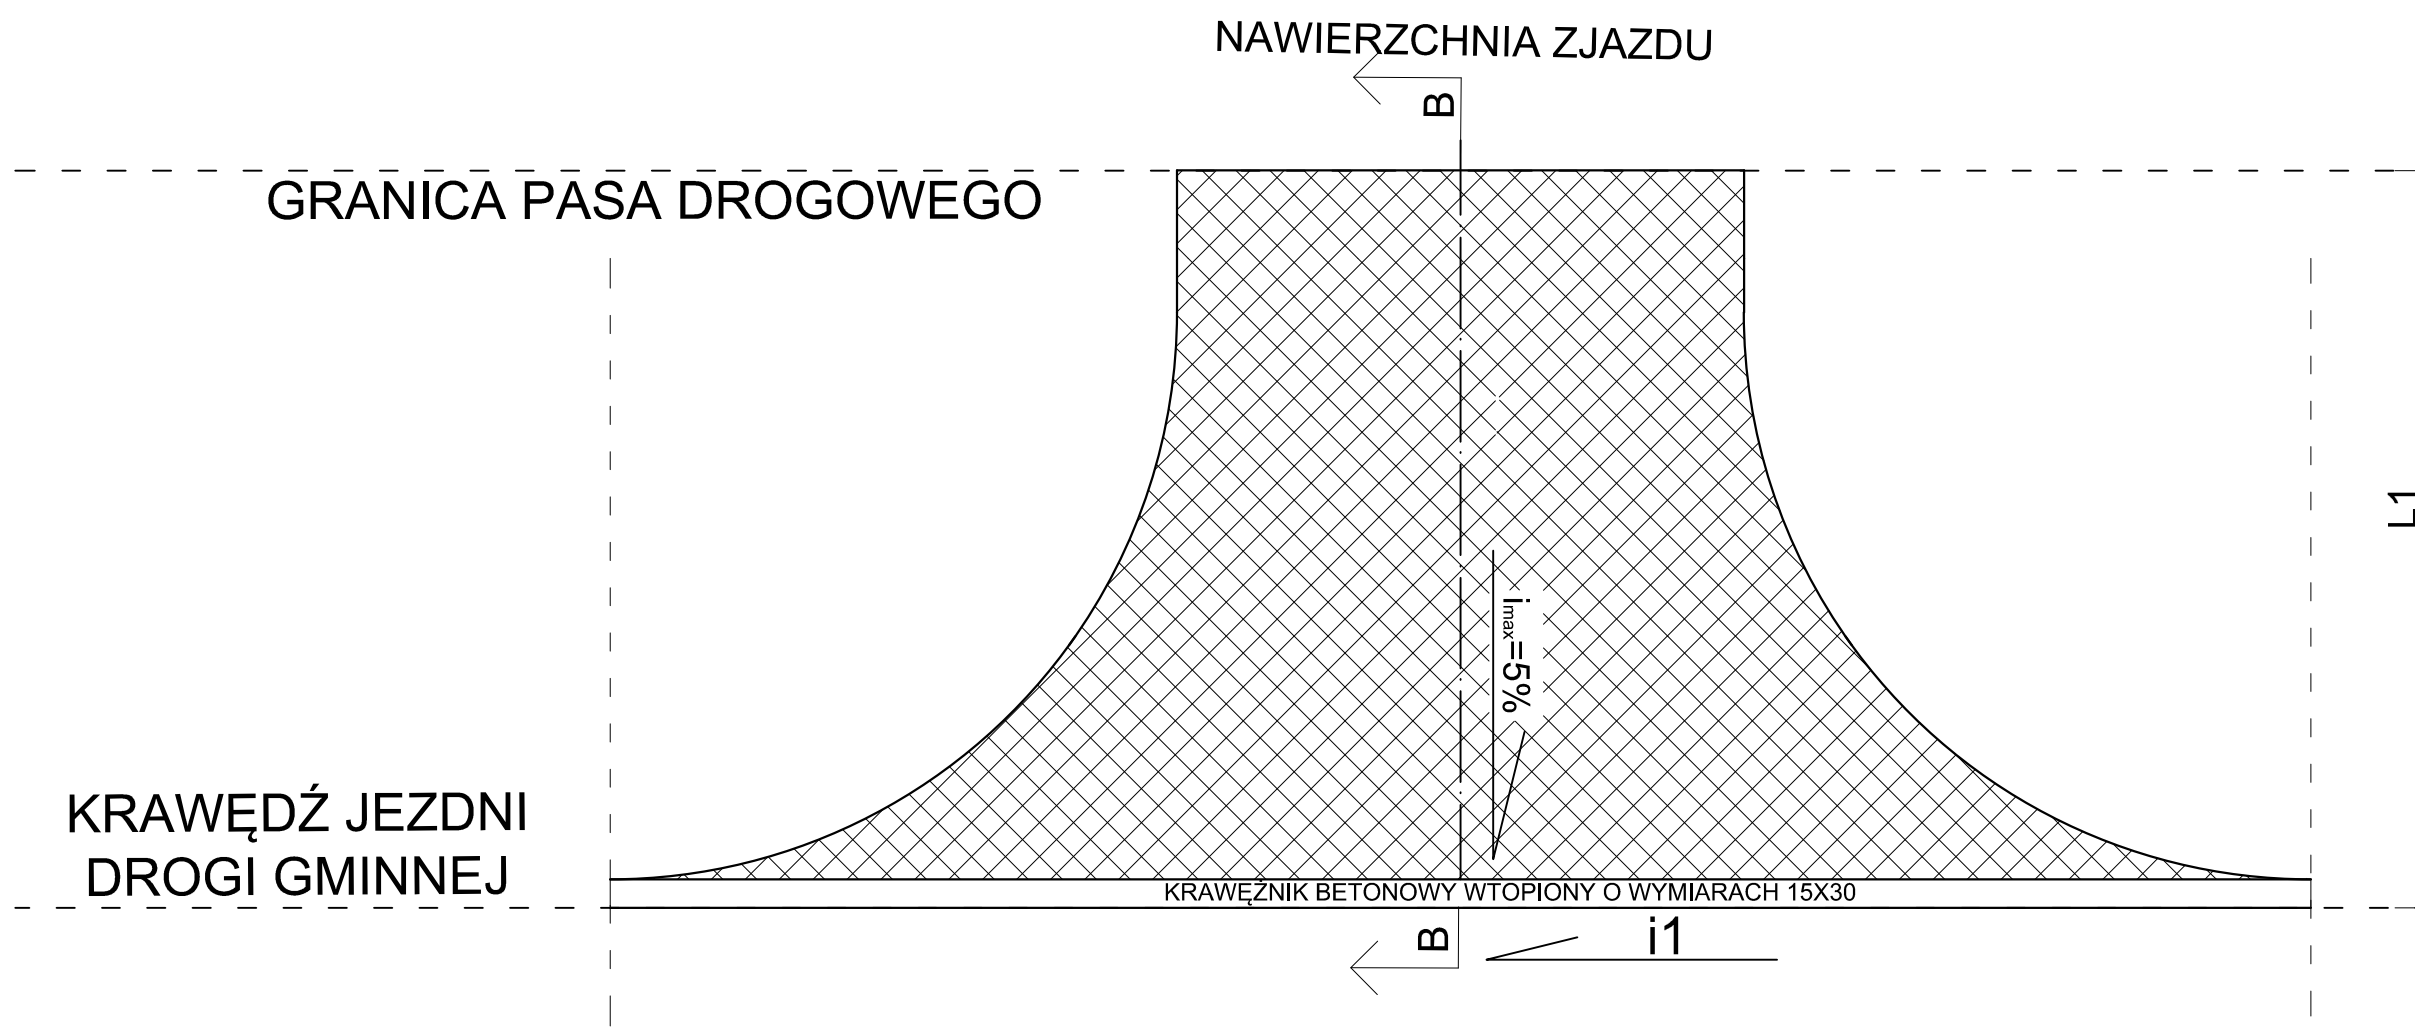 NAWIERZCHNIA ZJAZDU
B
GRANICA PASA DROGOWEGO
L1
imax=5%
KRAWĘDŹ JEZDNI
DROGI GMINNEJ
KRAWĘŻNIK BETONOWY WTOPIONY O WYMIARACH 15X30
B
i1